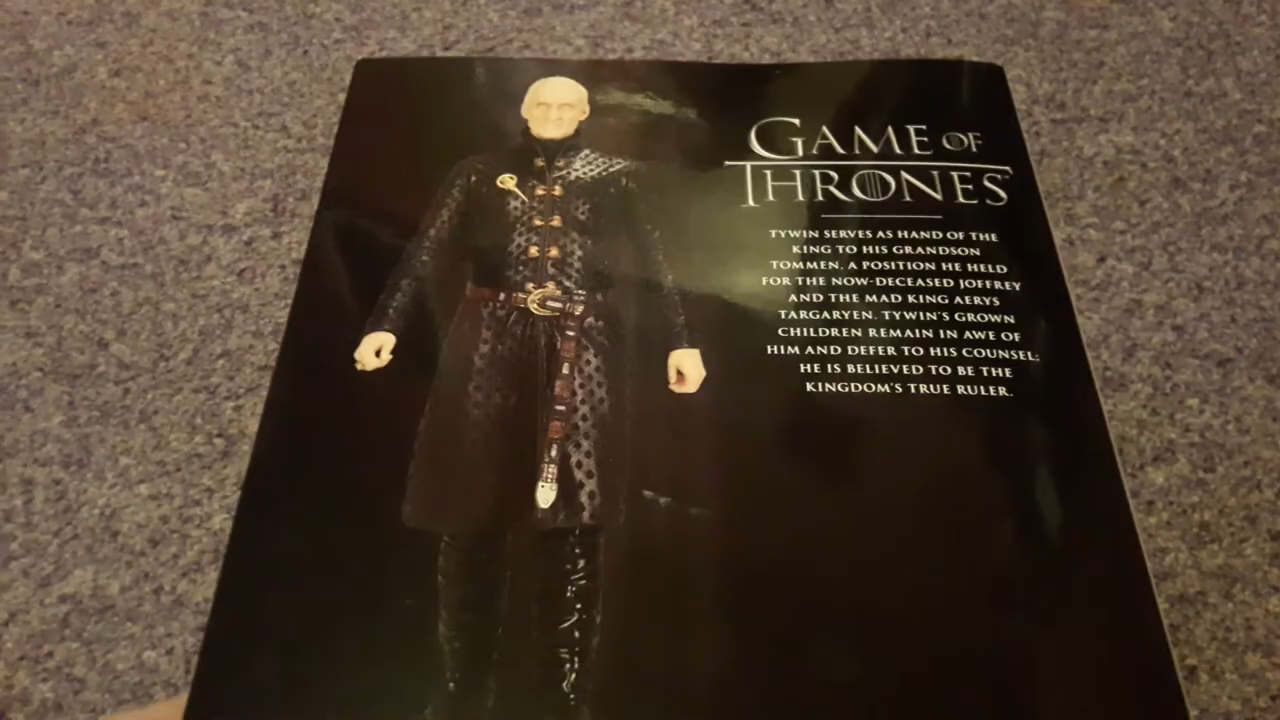 GAME OF
THRONES™
TYWIN SERVES AS HAND OF THE
KING TO HIS GRANDSON
TOMMEN, A POSITION HE HELD
FOR THE NOW-DECEASED JOFFREY
AND THE MAD KING AERYS
TARGARYEN. TYWIN'S GROWN
CHILDREN REMAIN IN AWE OF
HIM AND DEFER TO HIS COUNSEL;
HE IS BELIEVED TO BE THE
KINGDOM'S TRUE RULER.